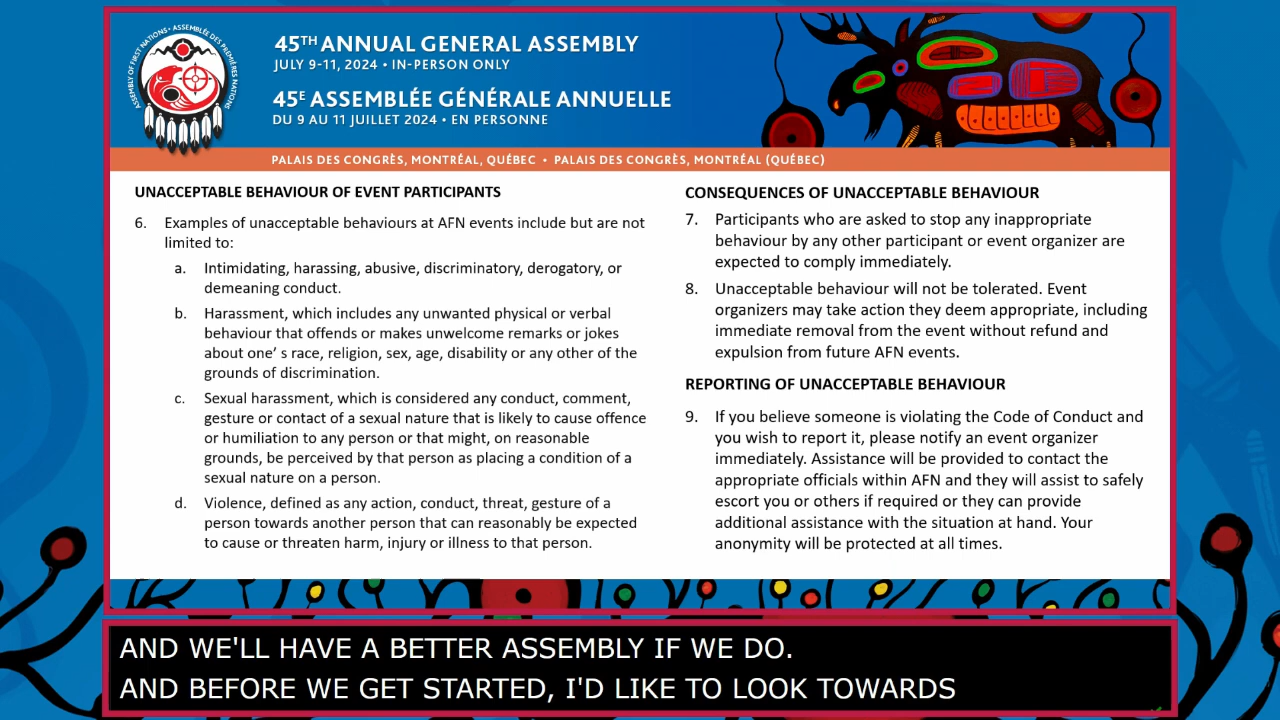 ASSEMBLY OF FIRST NATIONS • ASSEMBLÉE DES PREMIÈRES NATIONS
45TH ANNUAL GENERAL ASSEMBLY
JULY 9-11, 2024 • IN-PERSON ONLY
45E ASSEMBLÉE GÉNÉRALE ANNUELLE
DU 9 AU 11 JUILLET 2024 • EN PERSONNE
PALAIS DES CONGRÈS, MONTRÉAL, QUÉBEC • PALAIS DES CONGRÈS, MONTRÉAL (QUÉBEC)
UNACCEPTABLE BEHAVIOUR OF EVENT PARTICIPANTS
6. Examples of unacceptable behaviours at AFN events include but are not
limited to:
a. Intimidating, harassing, abusive, discriminatory, derogatory, or
demeaning conduct.
b. Harassment, which includes any unwanted physical or verbal
behaviour that offends or makes unwelcome remarks or jokes
about one’ s race, religion, sex, age, disability or any other of the
grounds of discrimination.
c. Sexual harassment, which is considered any conduct, comment,
gesture or contact of a sexual nature that is likely to cause offence
or humiliation to any person or that might, on reasonable
grounds, be perceived by that person as placing a condition of a
sexual nature on a person.
d. Violence, defined as any action, conduct, threat, gesture of a
person towards another person that can reasonably be expected
to cause or threaten harm, injury or illness to that person.
CONSEQUENCES OF UNACCEPTABLE BEHAVIOUR
7. Participants who are asked to stop any inappropriate
behaviour by any other participant or event organizer are
expected to comply immediately.
8. Unacceptable behaviour will not be tolerated. Event
organizers may take action they deem appropriate, including
immediate removal from the event without refund and
expulsion from future AFN events.
REPORTING OF UNACCEPTABLE BEHAVIOUR
9. If you believe someone is violating the Code of Conduct and
you wish to report it, please notify an event organizer
immediately. Assistance will be provided to contact the
appropriate officials within AFN and they will assist to safely
escort you or others if required or they can provide
additional assistance with the situation at hand. Your
anonymity will be protected at all times.
AND WE'LL HAVE A BETTER ASSEMBLY IF WE DO.
AND BEFORE WE GET STARTED, I'D LIKE TO LOOK TOWARDS